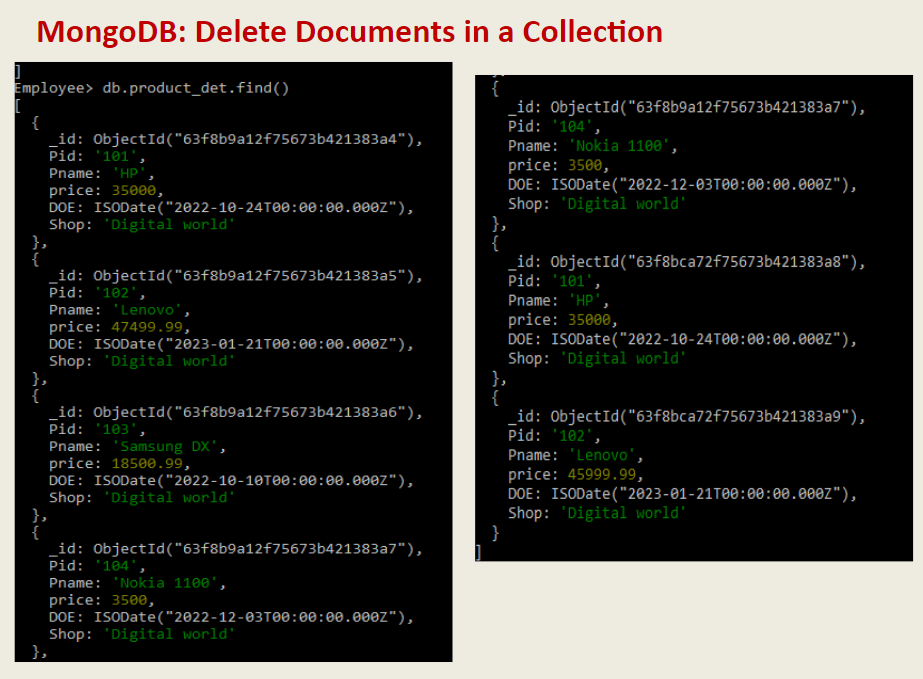 MongoDB: Delete Documents in a Collection
]
Employee> db.product_det.find()
[
{
_id: ObjectId("63f8b9a12f75673b421383a4"),
Pid: '101',
Pname: 'HP',
price: 35000,
DOE: ISODate("2022-10-24T00:00:00.000Z"),
Shop: 'Digital world'
},
{
_id: ObjectId("63f8b9a12f75673b421383a5"),
Pid: '102',
Pname: 'Lenovo',
price: 47499.99,
DOE: ISODate("2023-01-21T00:00:00.000Z"),
Shop: 'Digital world'
},
{
_id: ObjectId("63f8b9a12f75673b421383a6"),
Pid: '103',
Pname: 'Samsung DX',
price: 18500.99,
DOE: ISODate("2022-10-10T00:00:00.000Z"),
Shop: 'Digital world'
},
{
_id: ObjectId("63f8b9a12f75673b421383a7"),
Pid: '104',
Pname: 'Nokia 1100',
price: 3500,
DOE: ISODate("2022-12-03T00:00:00.000Z"),
Shop: 'Digital world'
},
{
_id: ObjectId("63f8b9a12f75673b421383a7"),
Pid: '104',
Pname: 'Nokia 1100',
price: 3500,
DOE: ISODate("2022-12-03T00:00:00.000Z"),
Shop: 'Digital world'
},
{
_id: ObjectId("63f8bca72f75673b421383a8"),
Pid: '101',
Pname: 'HP',
price: 35000,
DOE: ISODate("2022-10-24T00:00:00.000Z"),
Shop: 'Digital world'
},
{
_id: ObjectId("63f8bca72f75673b421383a9"),
Pid: '102',
Pname: 'Lenovo',
price: 45999.99,
DOE: ISODate("2023-01-21T00:00:00.000Z"),
Shop: 'Digital world'
}
]